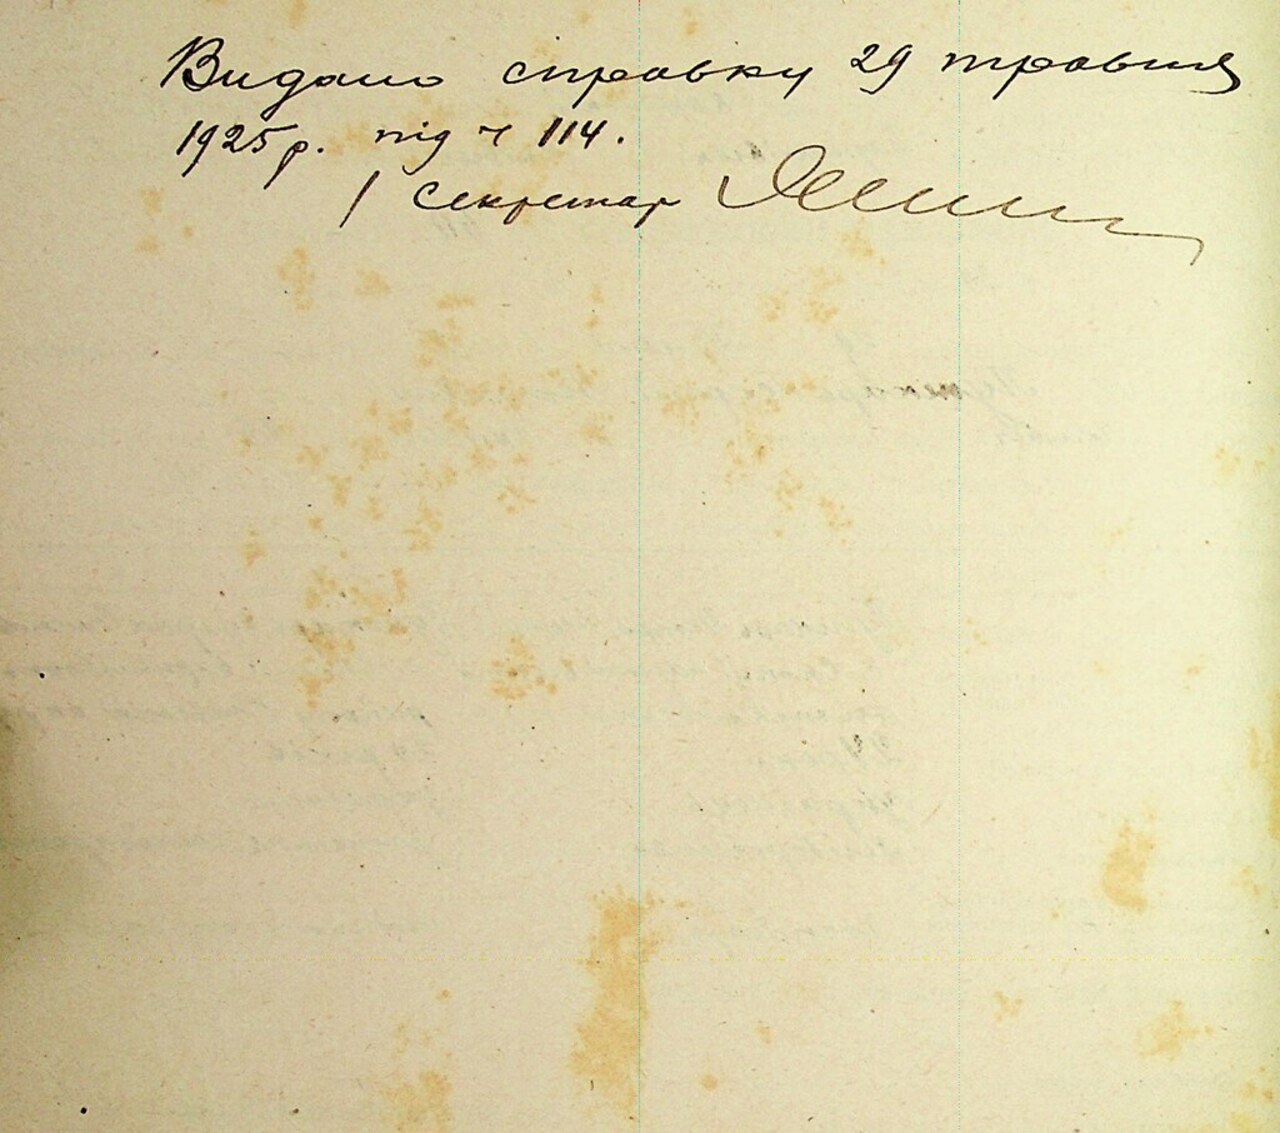 Видано справку 29 травня
1925 р. під ч 114.
/ Секретар